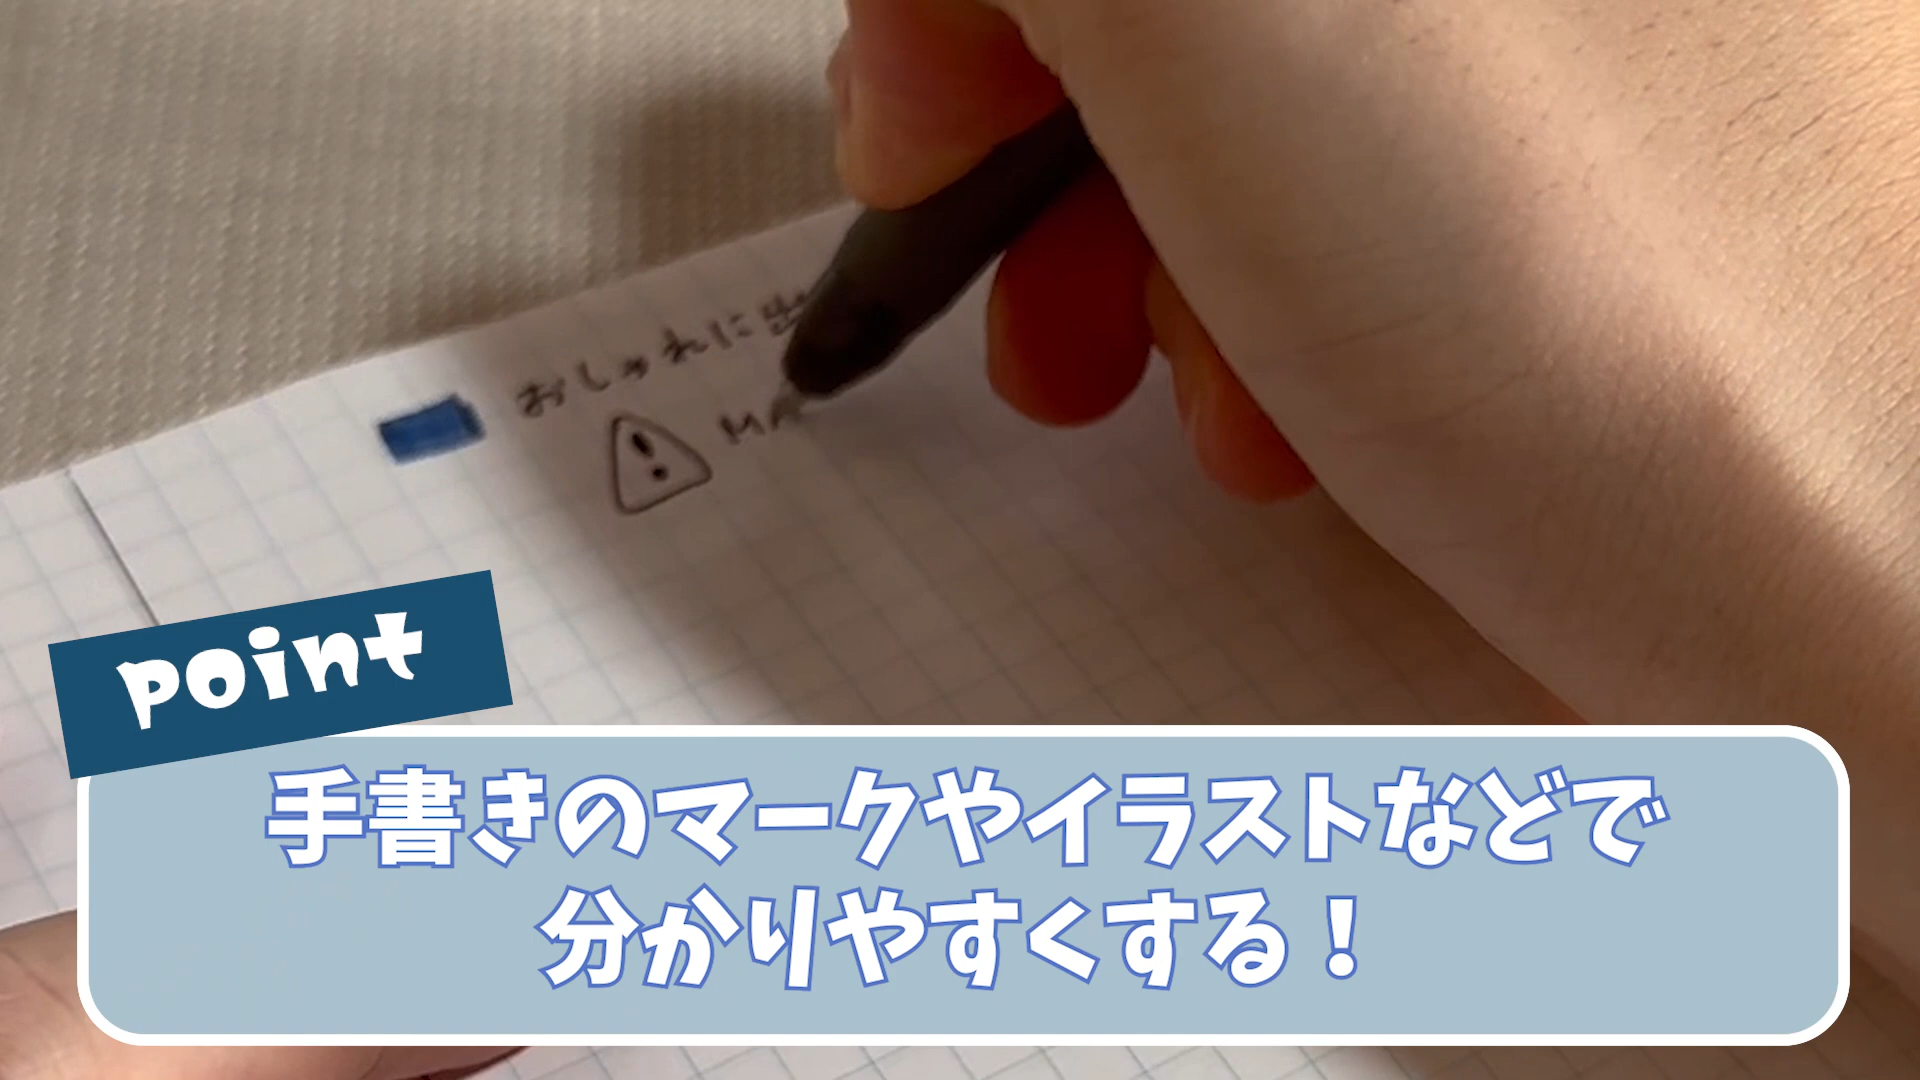 おしゃれに
!
point
手書きのマークやイラストなどで
分かりやすくする！